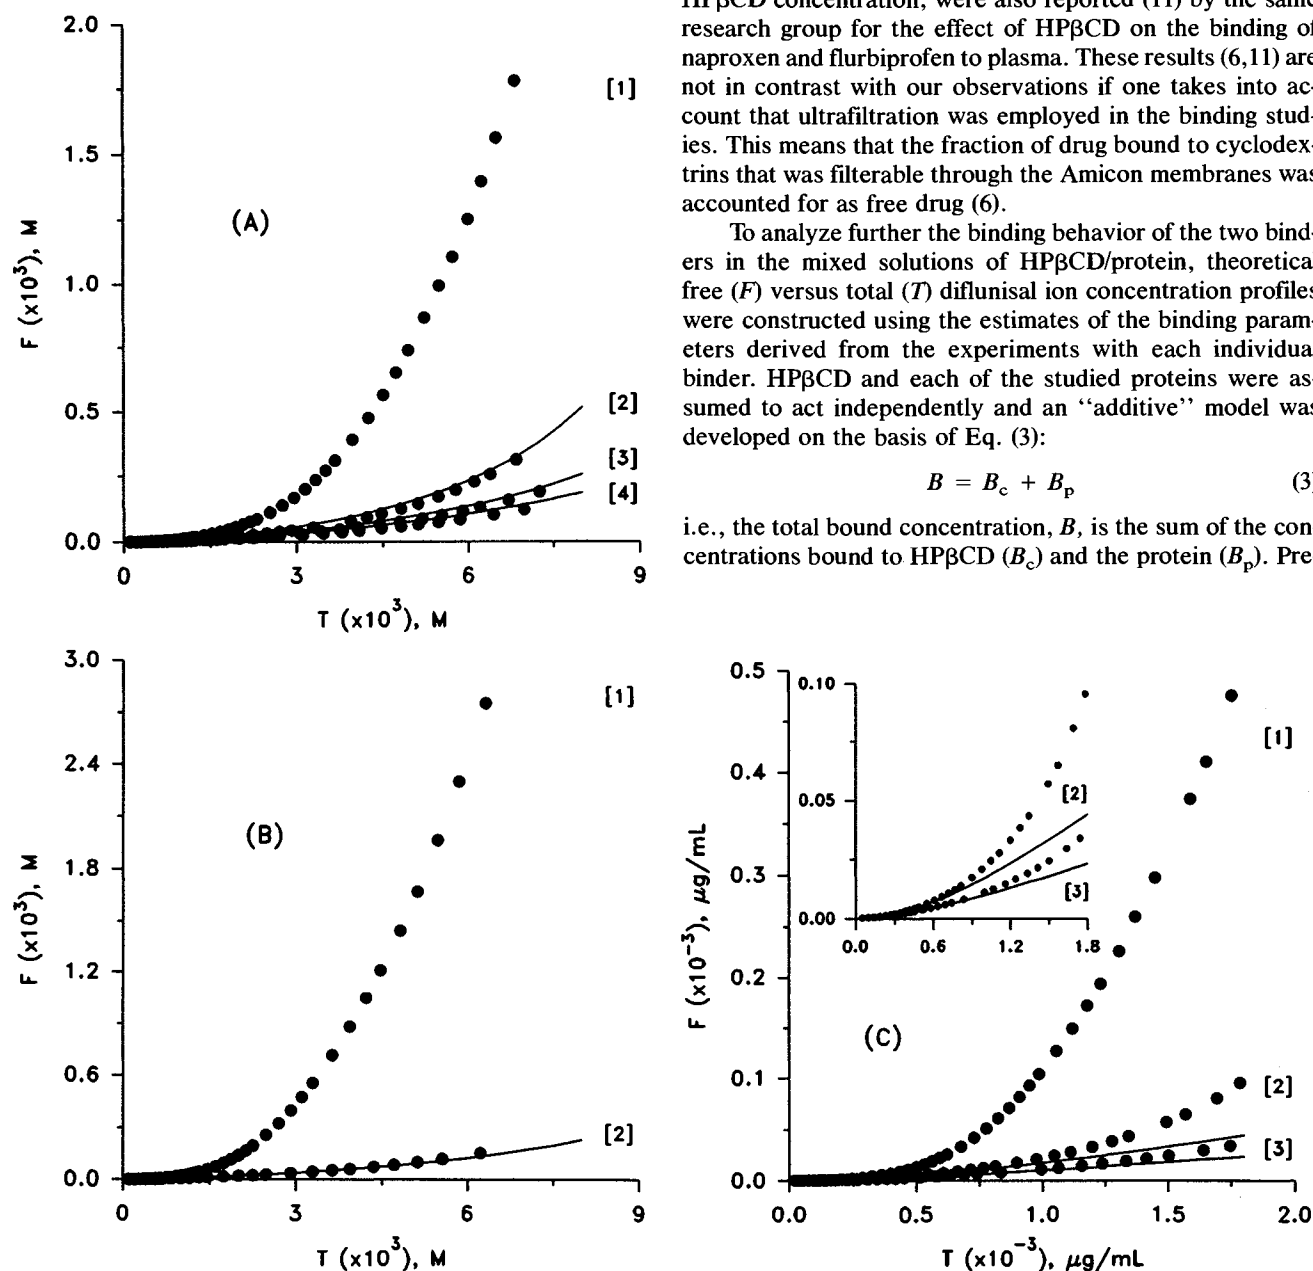 HPβCD concentration, were also reported (11) by the same
research group for the effect of HPβCD on the binding of
naproxen and flurbiprofen to plasma. These results (6,11) are
not in contrast with our observations if one takes into ac-
count that ultrafiltration was employed in the binding stud-
ies. This means that the fraction of drug bound to cyclodex-
trins that was filterable through the Amicon membranes was
accounted for as free drug (6).
To analyze further the binding behavior of the two bind-
ers in the mixed solutions of HPβCD/protein, theoretica
free (F) versus total (T) diflunisal ion concentration profiles
were constructed using the estimates of the binding param-
eters derived from the experiments with each individua
binder. HPβCD and each of the studied proteins were as-
sumed to act independently and an “additive” model was
developed on the basis of Eq. (3):
B = Bc + Bp (3)
i.e., the total bound concentration, B, is the sum of the con
centrations bound to HPβCD (Bc) and the protein (Bp). Pre
2.0
1.5
1.0
0.5
0.0
F (x10³), M
(A)
[1]
[2]
[3]
[4]
0 3 6 9
T (x10³), M
3.0
2.4
1.8
1.2
0.6
0.0
F (x10³), M
(B)
[1]
[2]
0 3 6 9
T (x10³), M
0.5
0.4
0.3
0.2
0.1
0.0
F (x10⁻³), μg/mL
0.10
0.05
0.00
[2]
[3]
0.0 0.6 1.2 1.8
(C)
[1]
[2]
[3]
0.0 0.5 1.0 1.5 2.0
T (x10⁻³), μg/mL